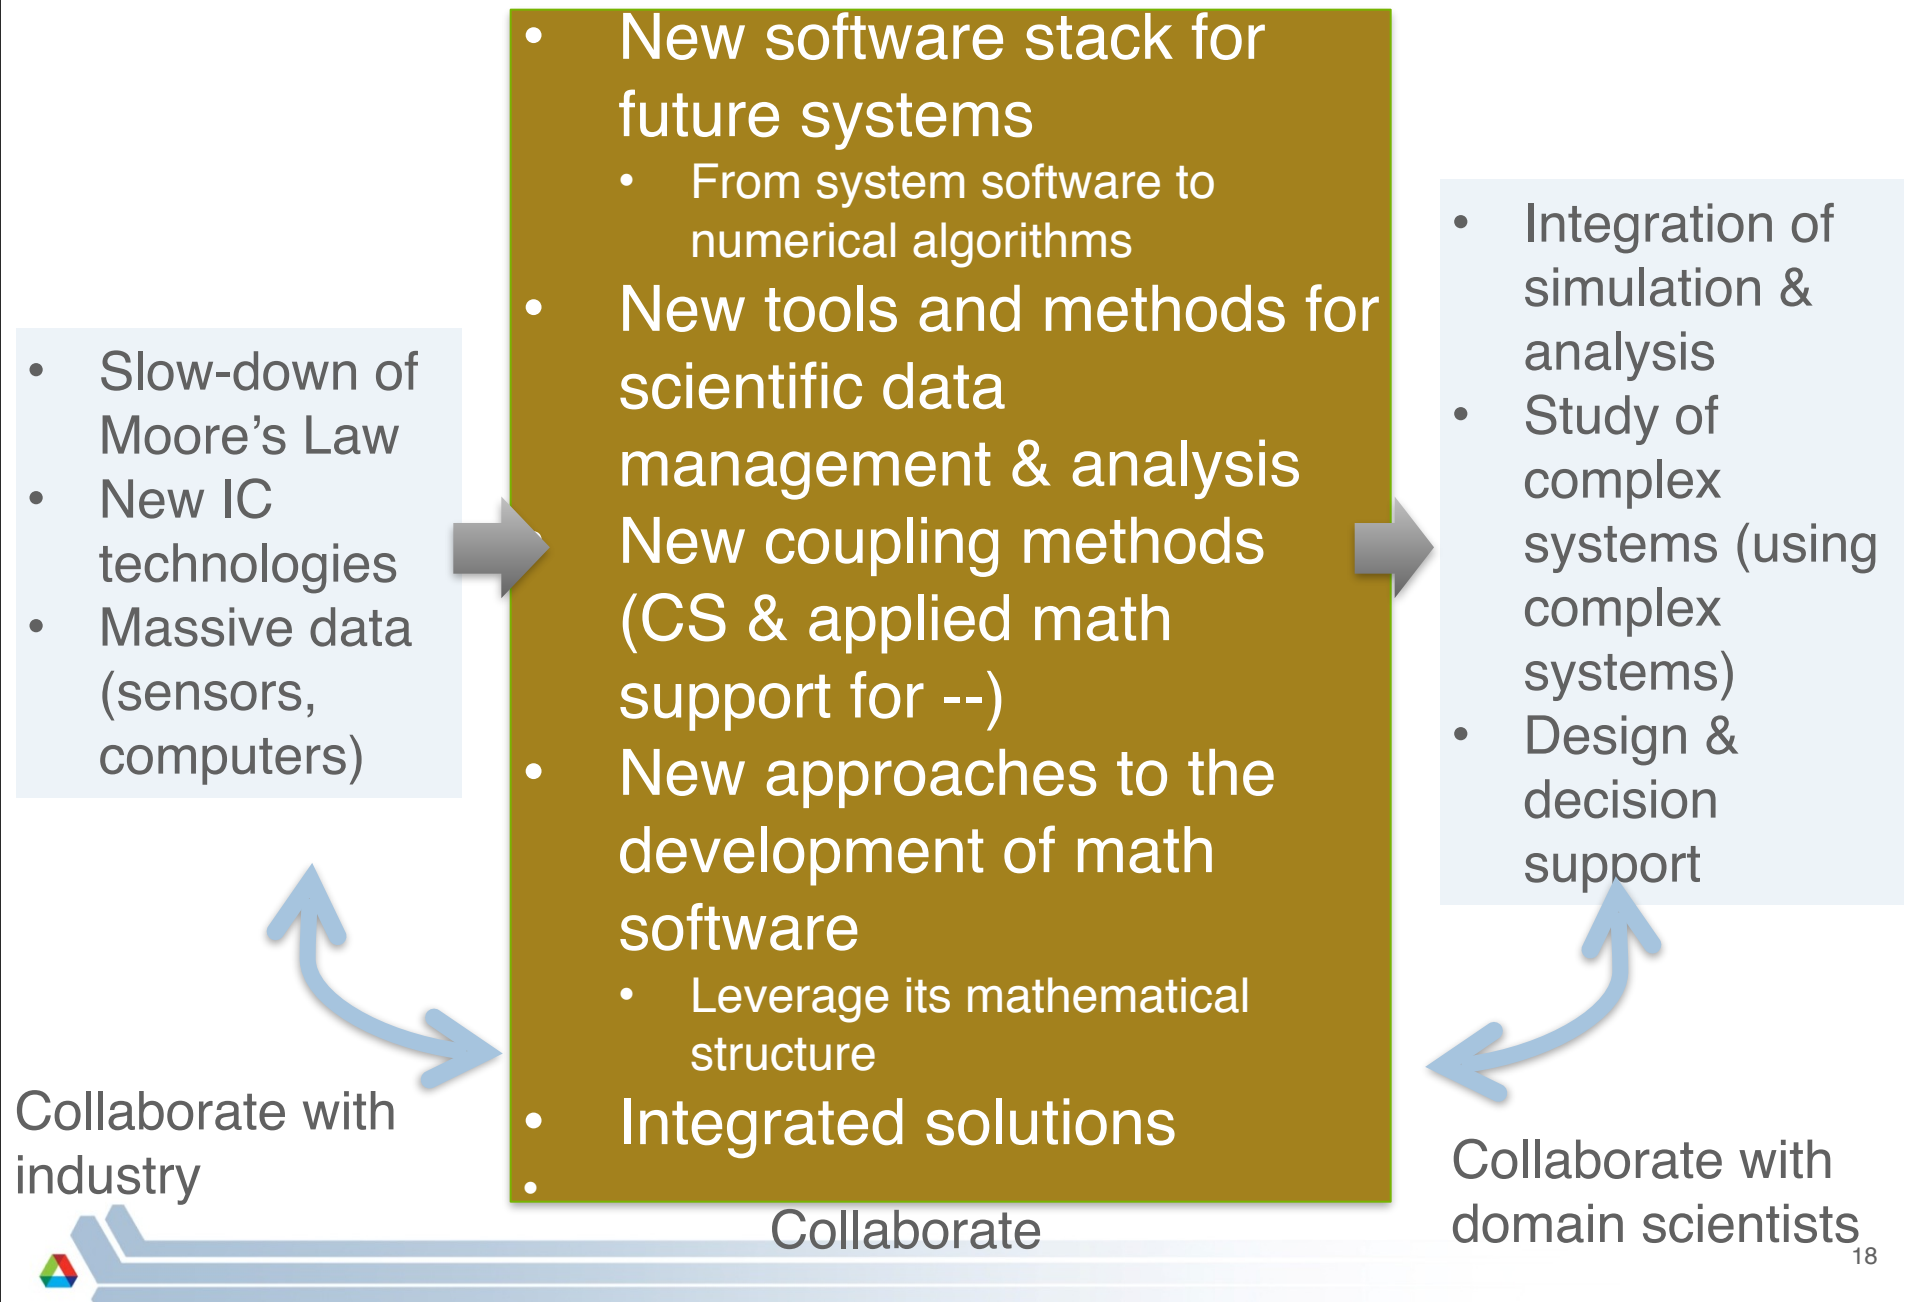 • Slow-down of
Moore’s Law
• New IC
technologies
• Massive data
(sensors,
computers)
Collaborate with
industry
• New software stack for
future systems
• From system software to
numerical algorithms
• New tools and methods for
scientific data
management & analysis
• New coupling methods
(CS & applied math
support for --)
• New approaches to the
development of math
software
• Leverage its mathematical
structure
• Integrated solutions
•
Collaborate
• Integration of
simulation &
analysis
• Study of
complex
systems (using
complex
systems)
• Design &
decision
support
Collaborate with
domain scientists
18